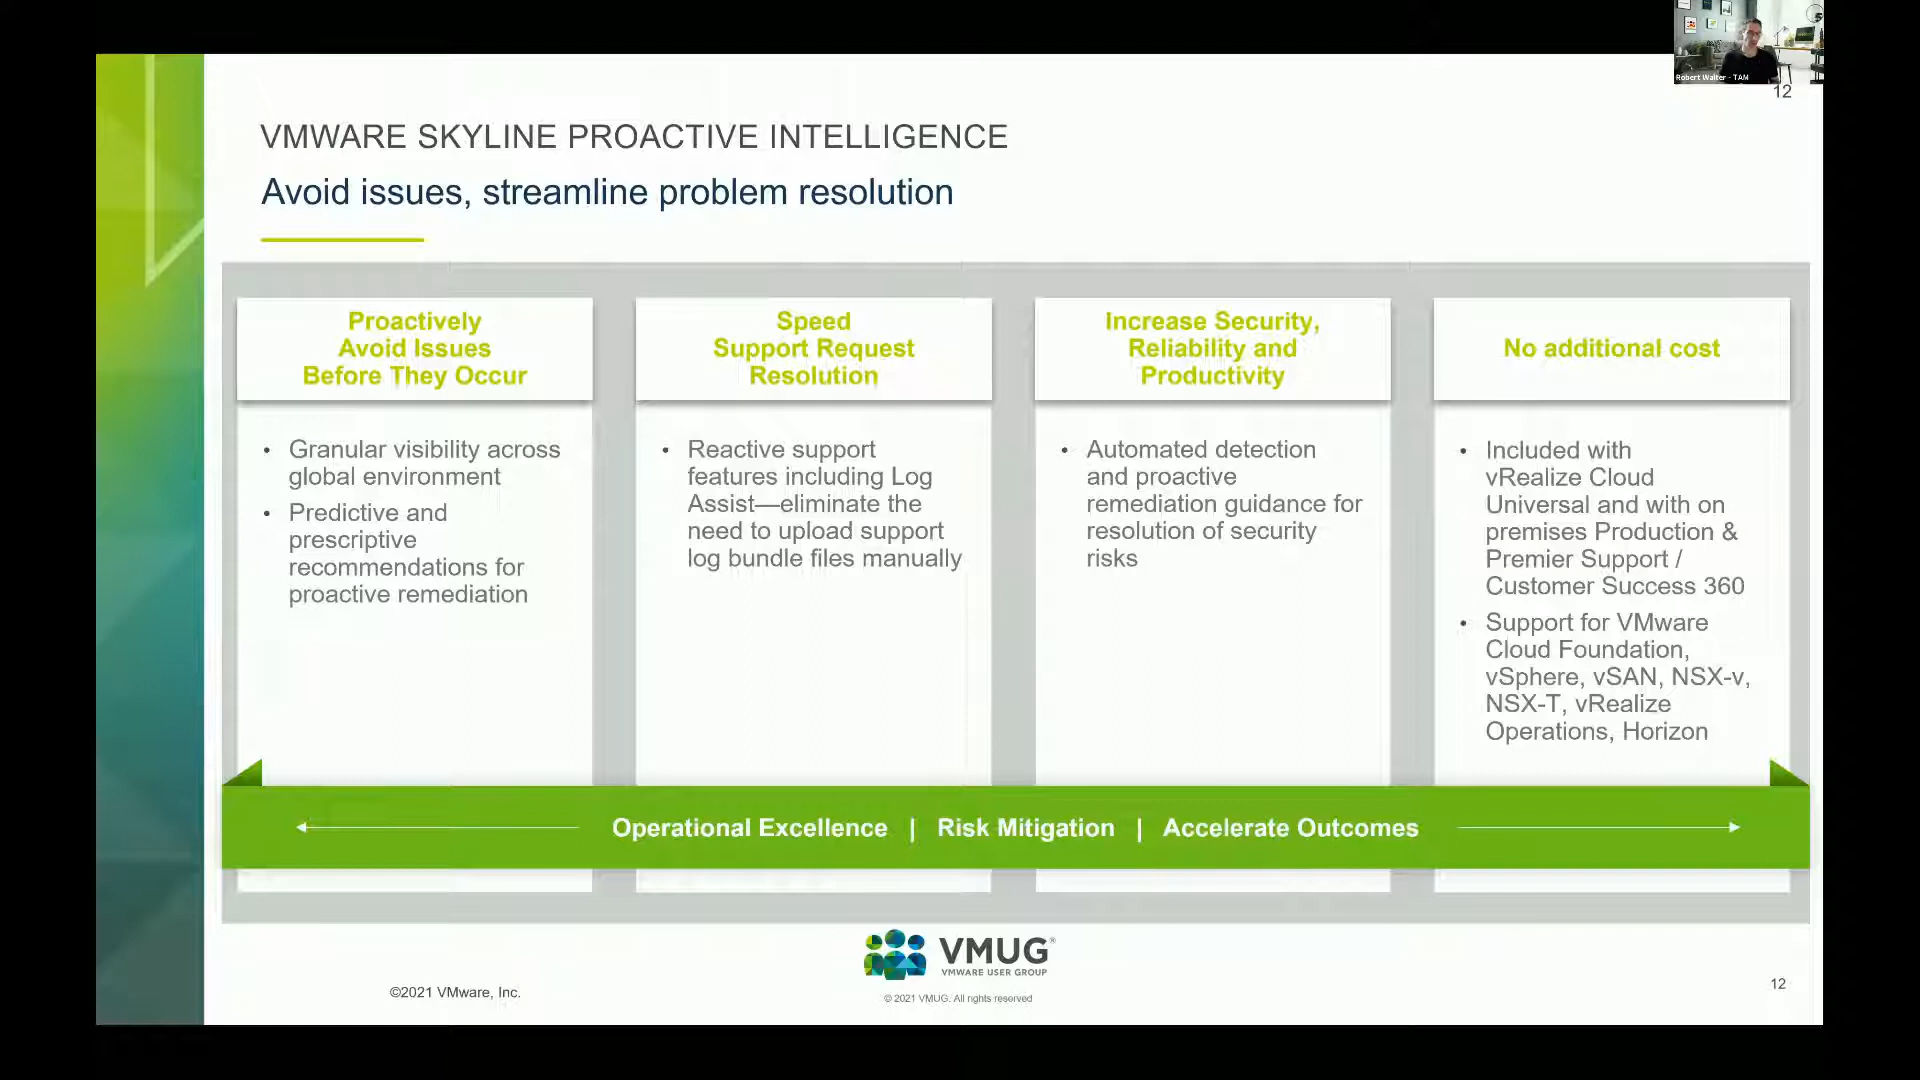 Robert Walter - TAM
12
VMWARE SKYLINE PROACTIVE INTELLIGENCE
Avoid issues, streamline problem resolution
Proactively
Avoid Issues
Before They Occur
• Granular visibility across
global environment
• Predictive and
prescriptive
recommendations for
proactive remediation
Speed
Support Request
Resolution
• Reactive support
features including Log
Assist—eliminate the
need to upload support
log bundle files manually
Increase Security,
Reliability and
Productivity
• Automated detection
and proactive
remediation guidance for
resolution of security
risks
No additional cost
• Included with
vRealize Cloud
Universal and with on
premises Production &
Premier Support /
Customer Success 360
• Support for VMware
Cloud Foundation,
vSphere, vSAN, NSX-v,
NSX-T, vRealize
Operations, Horizon
Operational Excellence | Risk Mitigation | Accelerate Outcomes
VMUG®
VMWARE USER GROUP
©2021 VMware, Inc.
© 2021 VMUG. All rights reserved
12